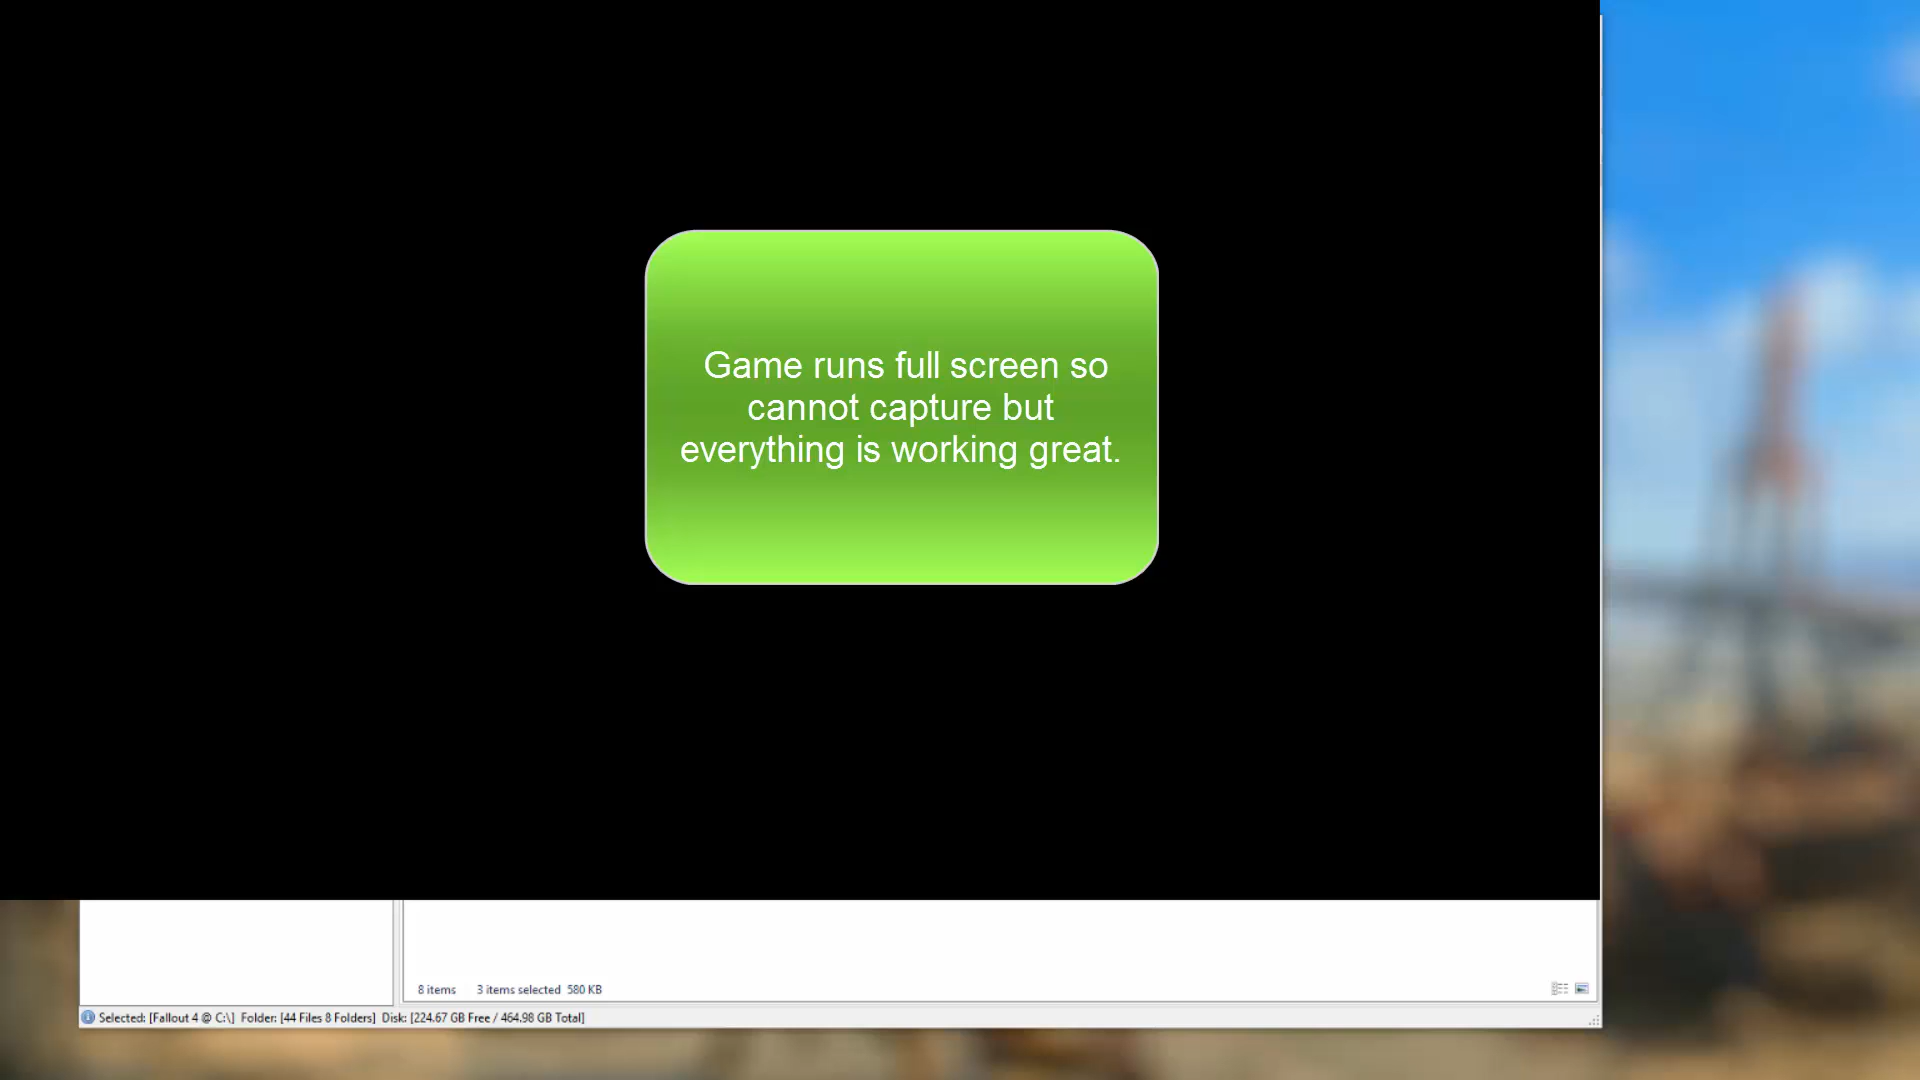 Game runs full screen so
cannot capture but
everything is working great.
8 items 3 items selected 580 KB
Selected: [Fallout 4 @ C:\] Folder: [44 Files 8 Folders] Disk: [224.67 GB Free / 464.98 GB Total]